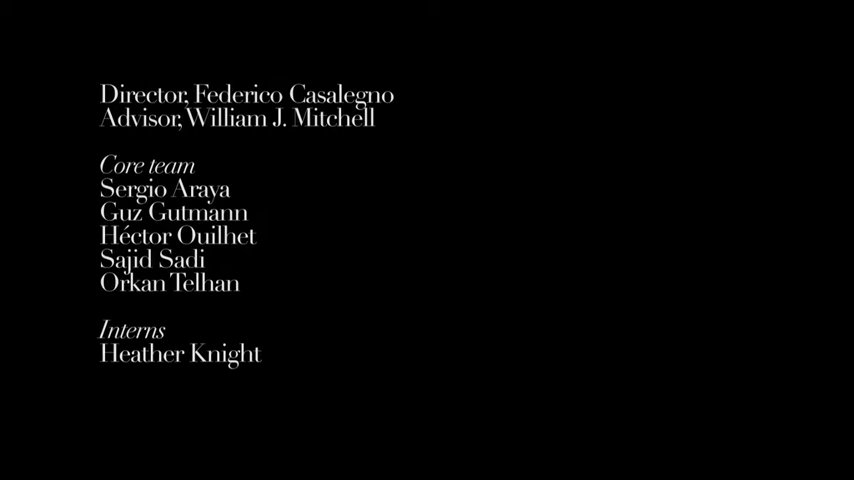 Director, Federico Casalegno
Advisor, William J. Mitchell
Core team
Sergio Araya
Guz Gutmann
Héctor Ouilhet
Sajid Sadi
Orkan Telhan
Interns
Heather Knight